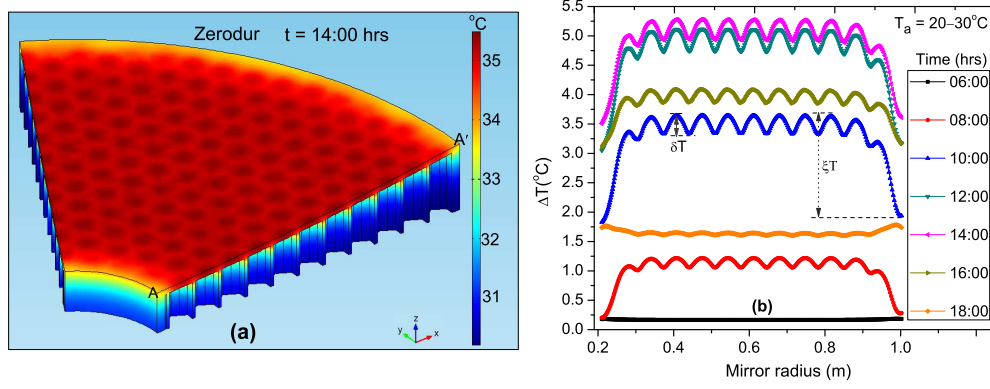 Zerodur t = 14:00 hrs
°C
35
34
33
32
31
A'
A
(a)
z
y
x
5.5
5.0
4.5
4.0
3.5
3.0
2.5
2.0
1.5
1.0
0.5
0.0
ΔT(°C)
0.2
0.4
0.6
0.8
1.0
Mirror radius (m)
T_a = 20–30°C
δT
ξT
(b)
Time (hrs)
06:00
08:00
10:00
12:00
14:00
16:00
18:00